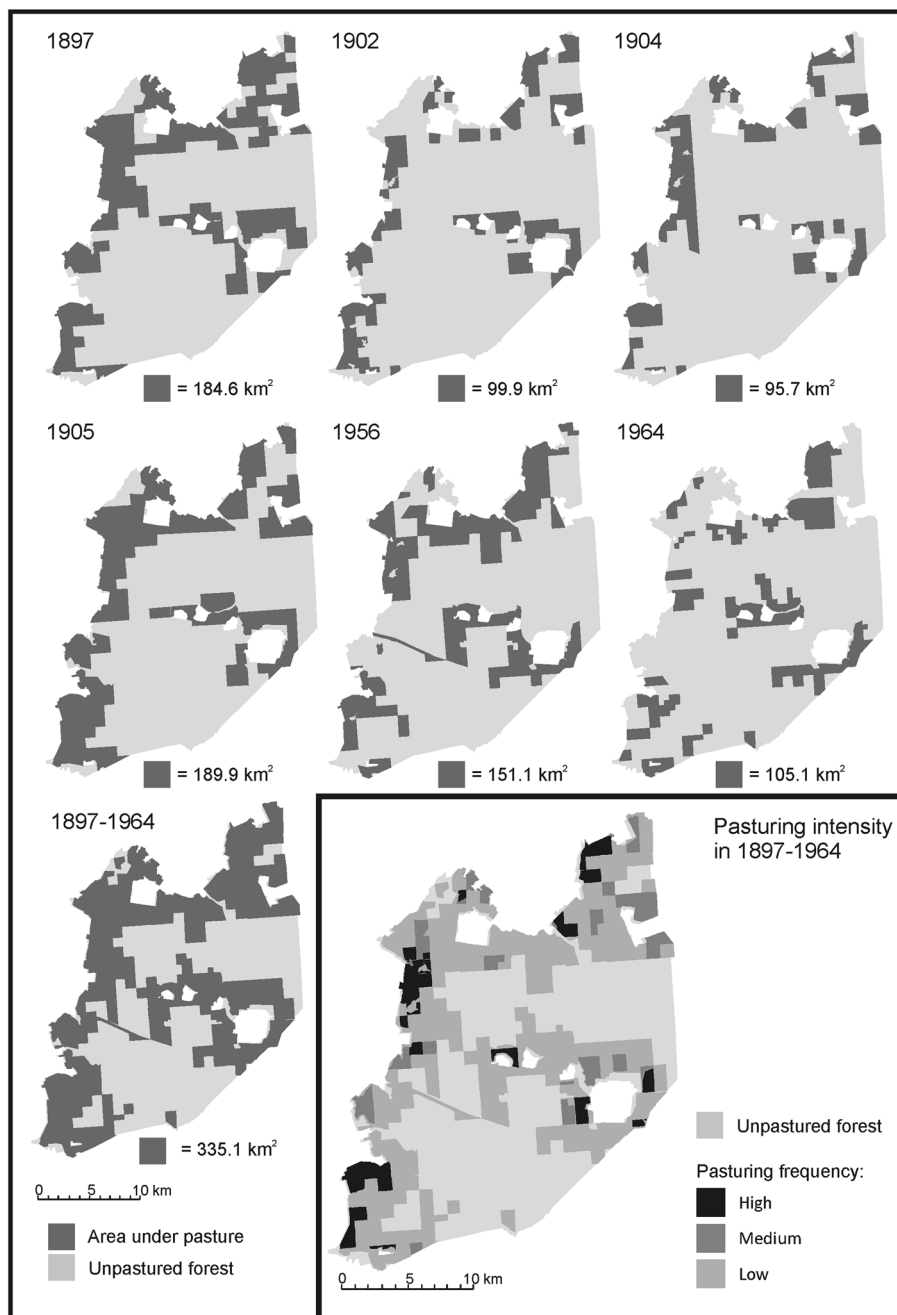 1897
1902
1904
= 184.6 km²
= 99.9 km²
= 95.7 km²
1905
1956
1964
= 189.9 km²
= 151.1 km²
= 105.1 km²
1897-1964
= 335.1 km²
0 5 10 km
Area under pasture
Unpastured forest
Pasturing intensity
in 1897-1964
Unpastured forest
Pasturing frequency:
High
Medium
Low
0 5 10 km